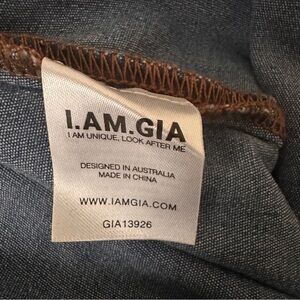 I.AM.GIA
I AM UNIQUE, LOOK AFTER ME
DESIGNED IN AUSTRALIA
MADE IN CHINA
WWW.IAMGIA.COM
GIA13926